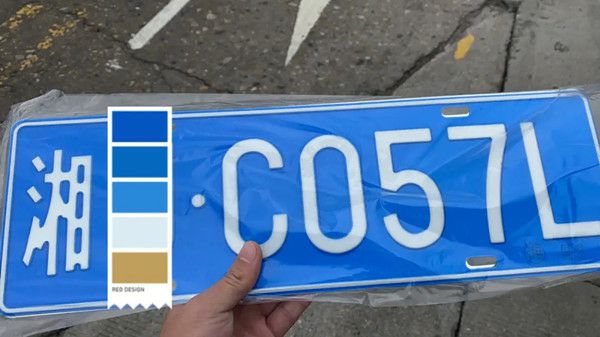 湘 ·C057L
RED DESIGN